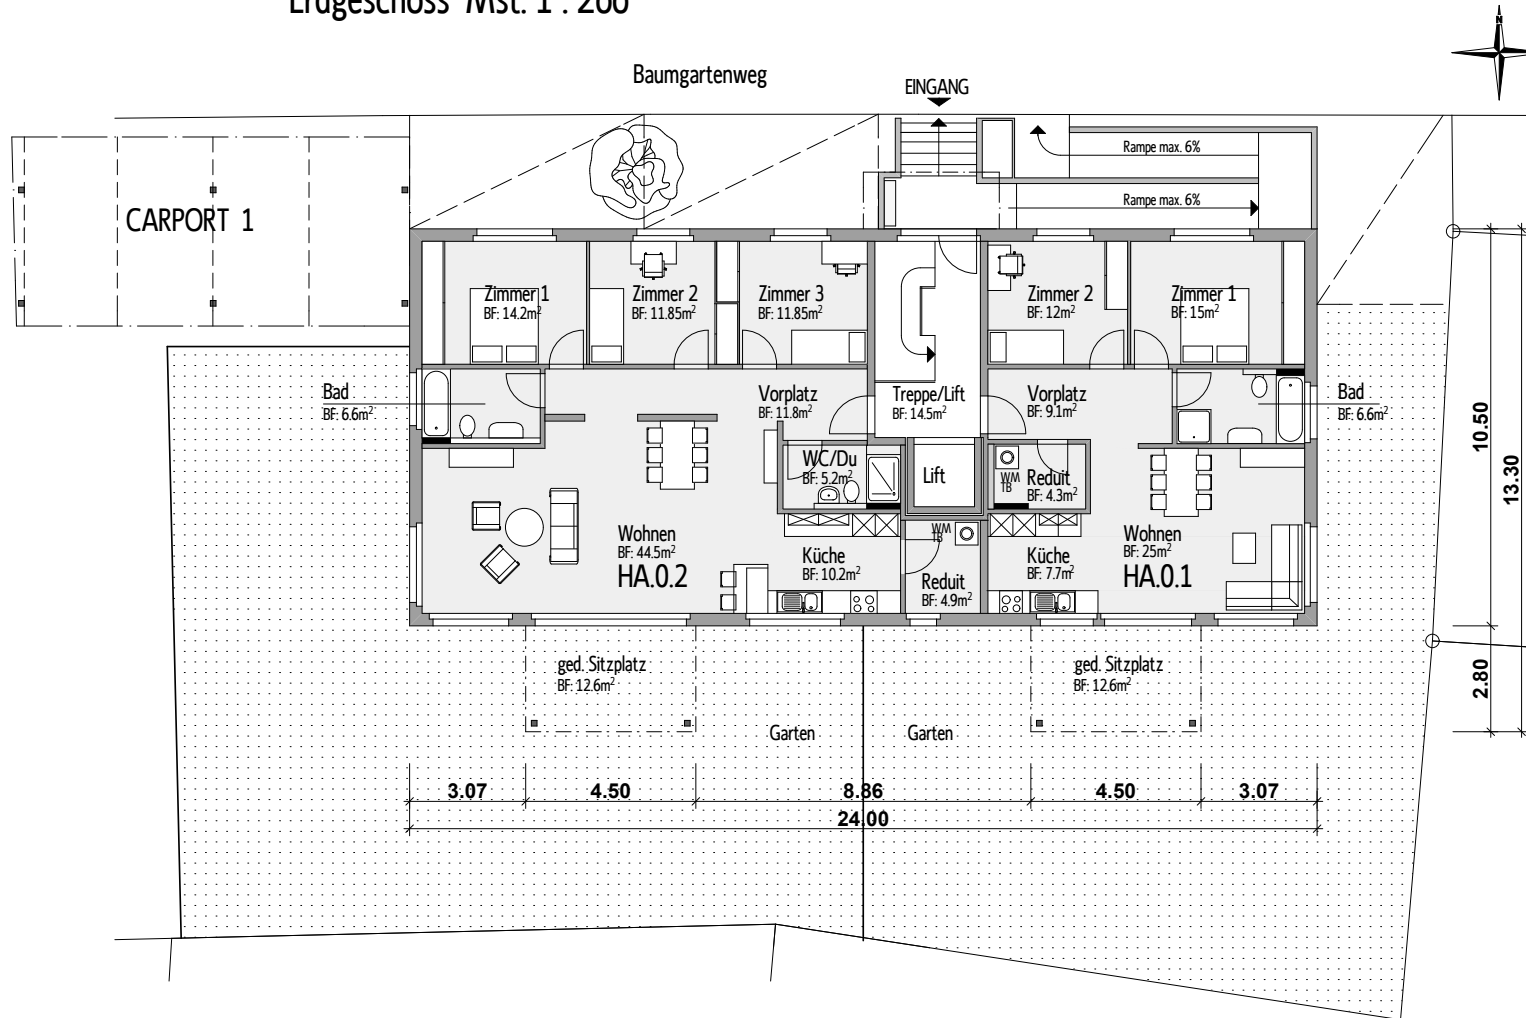 Erdgeschoss Mst. 1 : 200
N
Baumgartenweg
EINGANG
Rampe max. 6%
Rampe max. 6%
CARPORT 1
Zimmer 1
BF: 14.2m²
Zimmer 2
BF: 11.85m²
Zimmer 3
BF: 11.85m²
Zimmer 2
BF: 12m²
Zimmer 1
BF: 15m²
Bad
BF: 6.6m²
Vorplatz
BF: 11.8m²
Treppe/Lift
BF: 14.5m²
Vorplatz
BF: 9.1m²
Bad
BF: 6.6m²
WC/Du
BF: 5.2m²
Lift
WM
TB
Reduit
BF: 4.3m²
Wohnen
BF: 44.5m²
HA.0.2
Küche
BF: 10.2m²
WM
TB
Reduit
BF: 4.9m²
Küche
BF: 7.7m²
Wohnen
BF: 25m²
HA.0.1
10.50
13.30
2.80
ged. Sitzplatz
BF: 12.6m²
ged. Sitzplatz
BF: 12.6m²
Garten
Garten
3.07
4.50
8.86
4.50
3.07
24.00